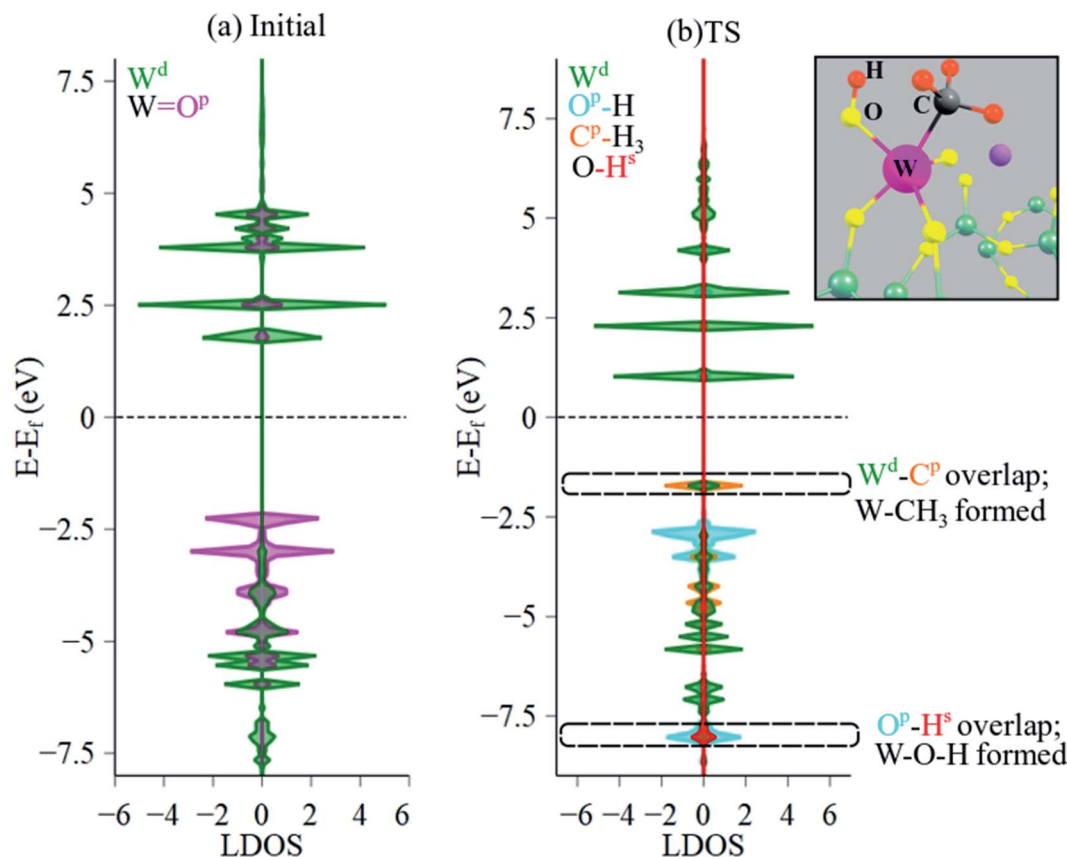 (a) Initial
W^d
W=O^p
7.5
5
2.5
0
−2.5
−5
−7.5
E-E_f (eV)
−6 −4 −2 0 2 4 6
LDOS
(b)TS
W^d
O^p-H
C^p-H_3
O-H^s
7.5
5
2.5
0
−2.5
−5
−7.5
E-E_f (eV)
−6 −4 −2 0 2 4 6
LDOS
H
O
C
W
W^d-C^p overlap;
W-CH_3 formed
O^p-H^s overlap;
W-O-H formed